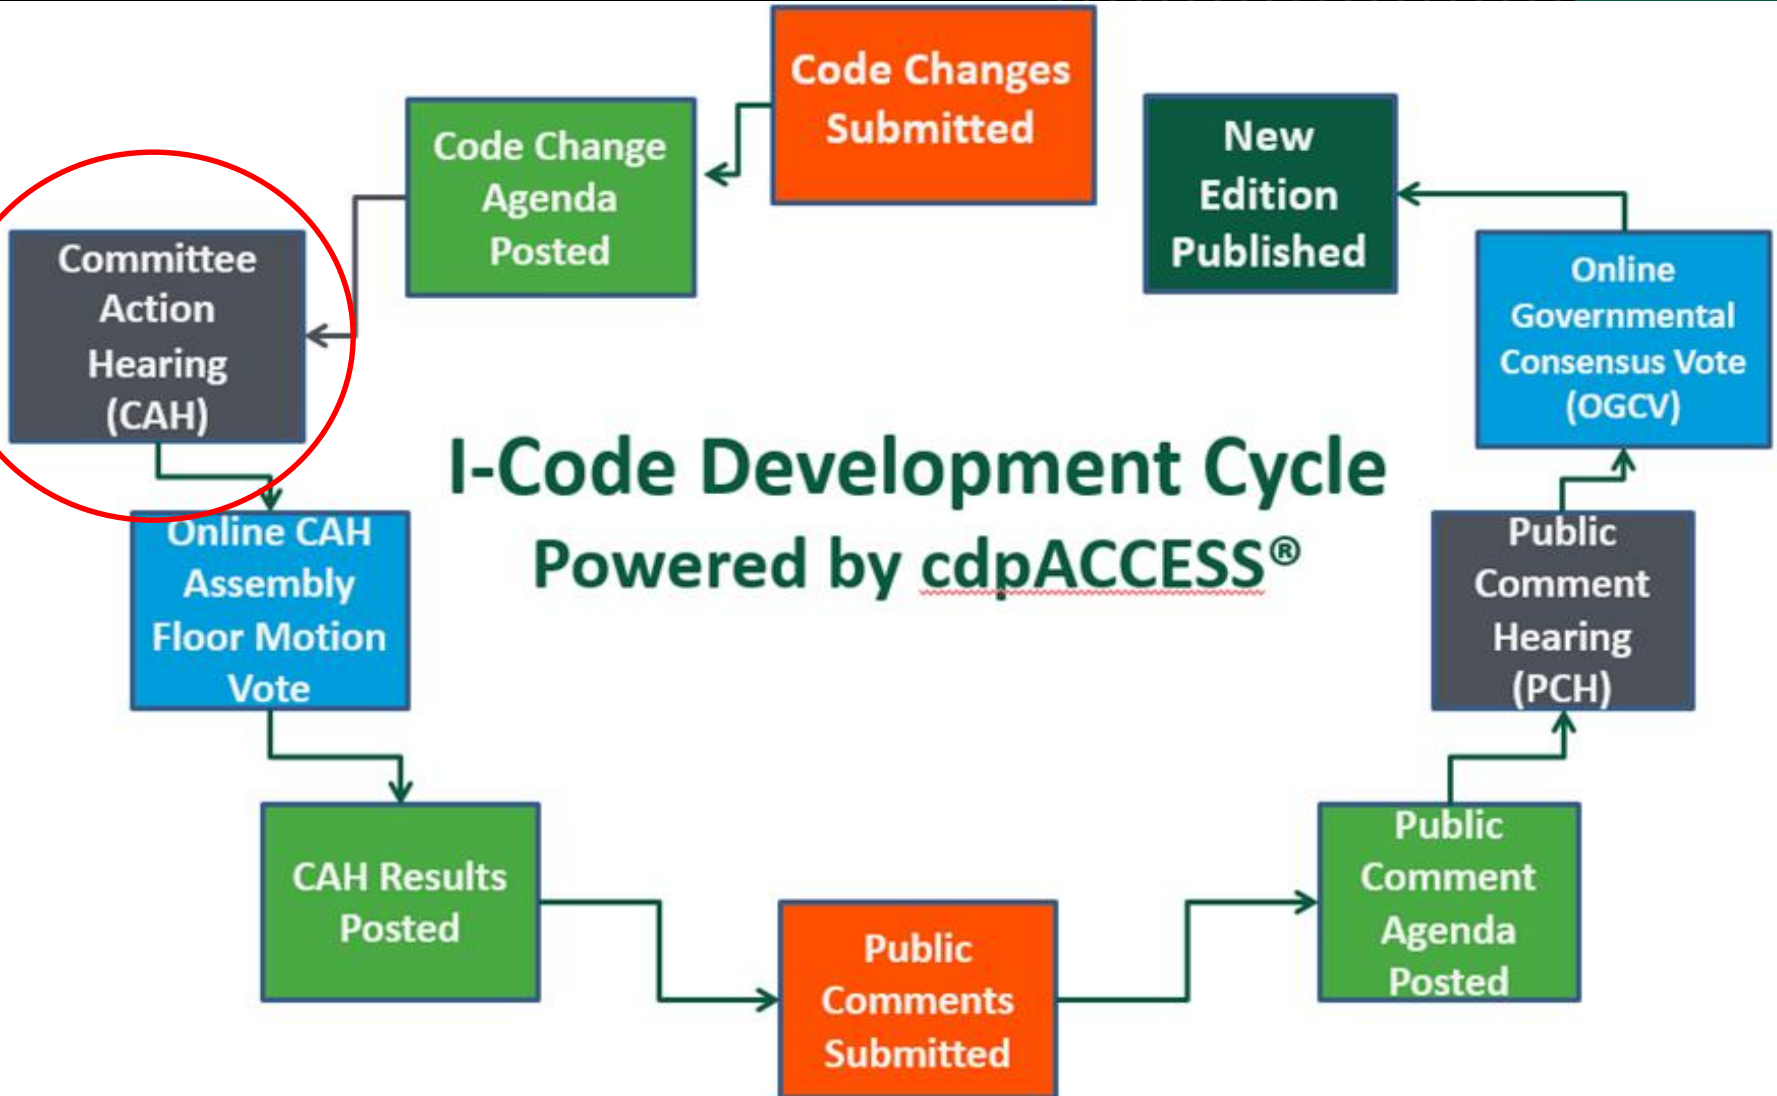 Code Changes
Submitted
Code Change
Agenda
Posted
Committee
Action
Hearing
(CAH)
Online CAH
Assembly
Floor Motion
Vote
CAH Results
Posted
Public
Comments
Submitted
Public
Comment
Agenda
Posted
Public
Comment
Hearing
(PCH)
Online
Governmental
Consensus Vote
(OGCV)
New
Edition
Published
I-Code Development Cycle
Powered by cdpACCESS®